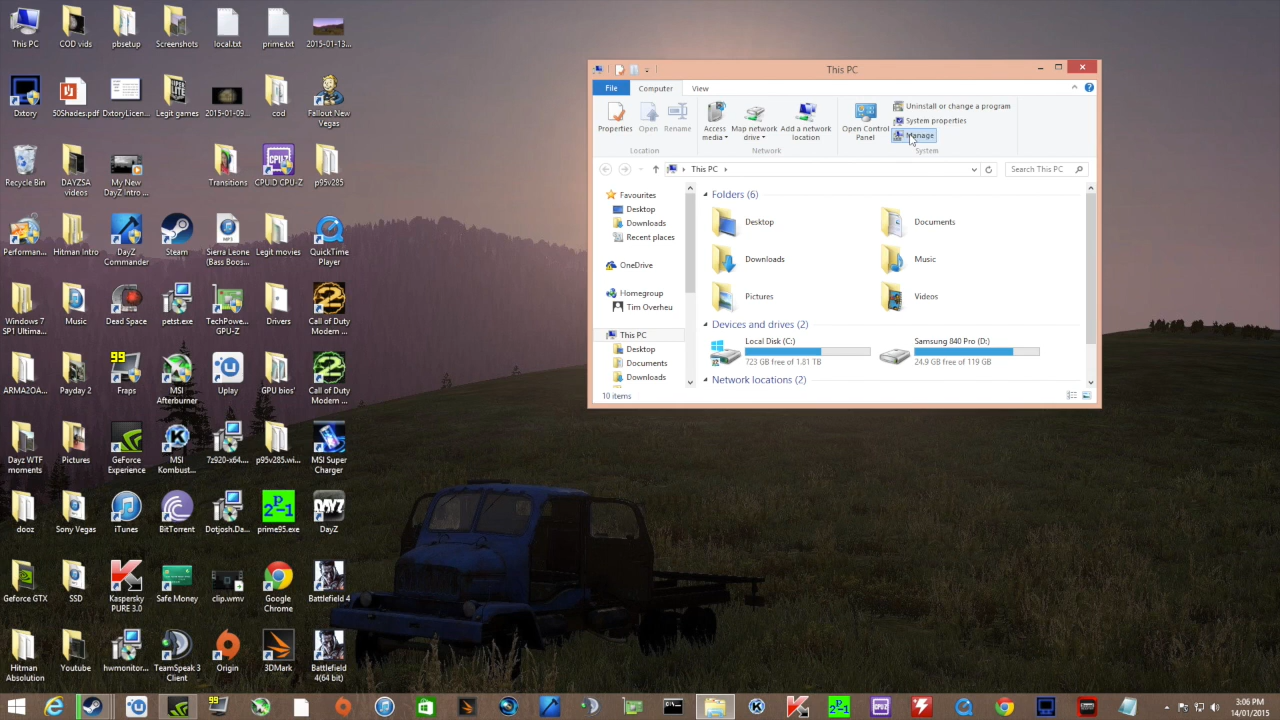 This PC
COD vids
pbsetup
Screenshots
local.txt
prime.txt
2015-01-13...
Dxtory
50Shades.pdf
DxtoryLicen...
Legit games
2015-01-09...
cod
Fallout New
Vegas
Recycle Bin
DAYZSA
videos
My New
DayZ Intro ...
Transitions
CPUID CPU-Z
p95v285
Performan...
Hitman Intro
DayZ
Commander
Steam
Sierra Leone
(Bass Boos...
Legit movies
QuickTime
Player
Windows 7
SP1 Ultima...
Music
Dead Space
petst.exe
TechPowe...
GPU-Z
Drivers
Call of Duty
Modern ...
ARMA2OA...
Payday 2
99
Fraps
MSI
Afterburner
Uplay
GPU bios'
Call of Duty
Modern ...
Dayz WTF
moments
Pictures
GeForce
Experience
MSI
Kombust...
7z920-x64....
p95v285.wi...
MSI Super
Charger
dooz
Sony Vegas
iTunes
BitTorrent
Dotjosh.Da...
prime95.exe
DayZ
Geforce GTX
SSD
Kaspersky
PURE 3.0
Safe Money
clip.wmv
Google
Chrome
Battlefield 4
Hitman
Absolution
Youtube
hwmonitor...
TeamSpeak 3
Client
Origin
3DMark
Battlefield
4(64 bit)
This PC
File
Computer
View
Properties
Open
Rename
Location
Access
media
Map network
drive
Add a network
location
Network
Open Control
Panel
Uninstall or change a program
System properties
Manage
System
This PC
Search This PC
Favourites
Desktop
Downloads
Recent places
OneDrive
Homegroup
Tim Overheu
This PC
Desktop
Documents
Downloads
Folders (6)
Desktop
Documents
Downloads
Music
Pictures
Videos
Devices and drives (2)
Local Disk (C:)
723 GB free of 1.81 TB
Samsung 840 Pro (D:)
24.9 GB free of 119 GB
Network locations (2)
10 items
3:06 PM
14/01/2015